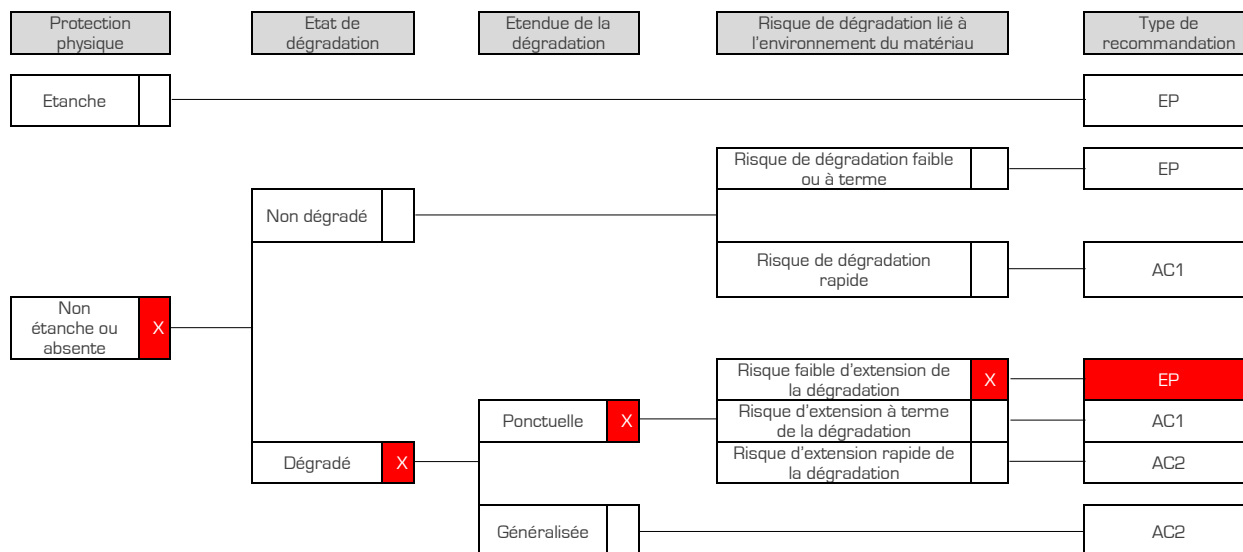 Protection
physique
Etat de
dégradation
Etendue de la
dégradation
Risque de dégradation lié à
l'environnement du matériau
Type de
recommandation
Etanche
EP
Risque de dégradation faible
ou à terme
EP
Non dégradé
Risque de dégradation
rapide
AC1
Non
étanche ou
absente
X
Risque faible d'extension de
la dégradation
X
EP
Ponctuelle
X
Risque d'extension à terme
de la dégradation
AC1
Dégradé
X
Risque d'extension rapide de
la dégradation
AC2
Généralisée
AC2